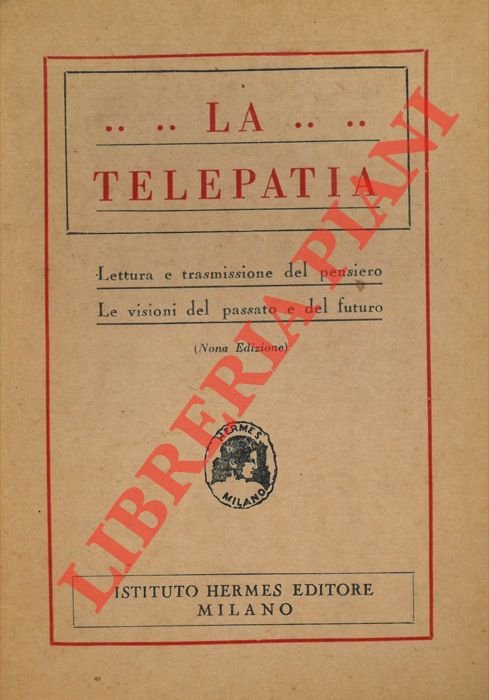 .. .. LA .. ..
TELEPATIA
Lettura e trasmissione del pensiero
Le visioni del passato e del futuro
(Nona Edizione)
HERMES
MILANO
ISTITUTO HERMES EDITORE
MILANO
LIBRERIA PIANI